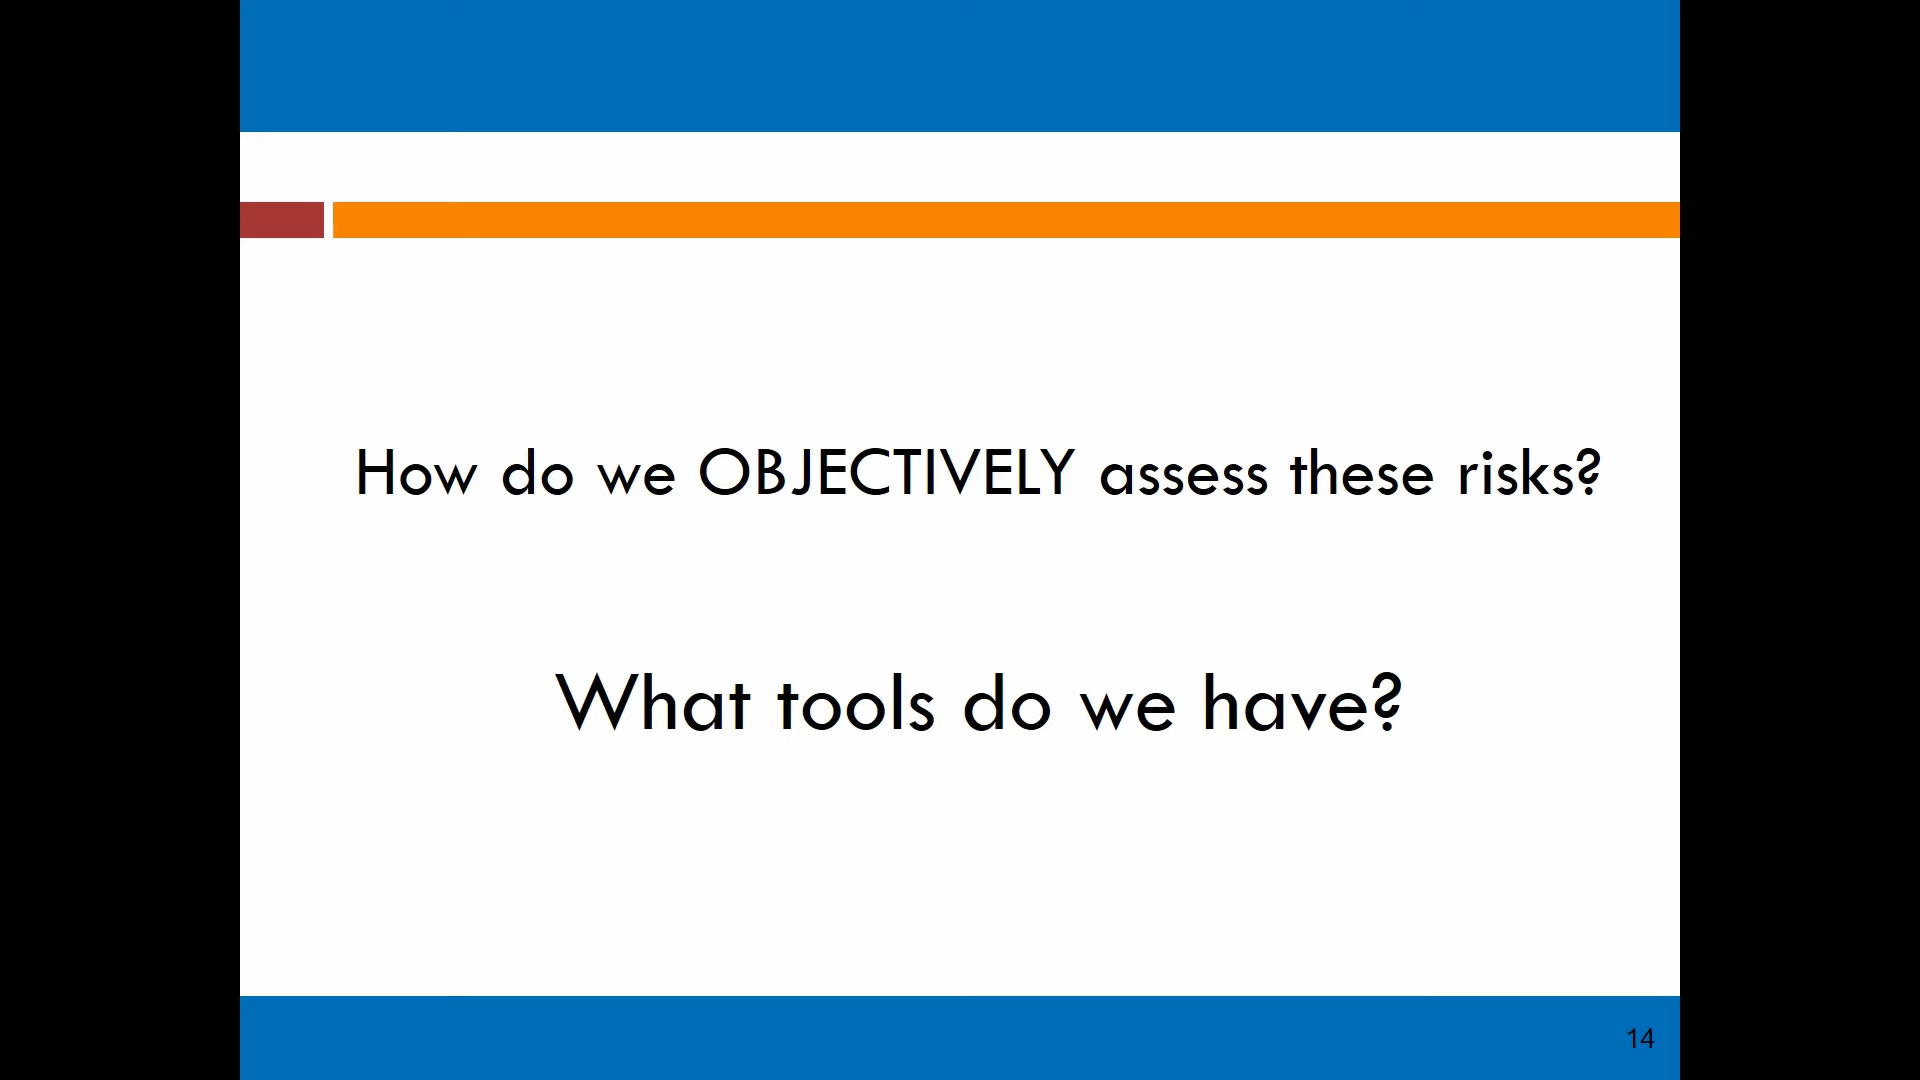 How do we OBJECTIVELY assess these risks?
What tools do we have?
14